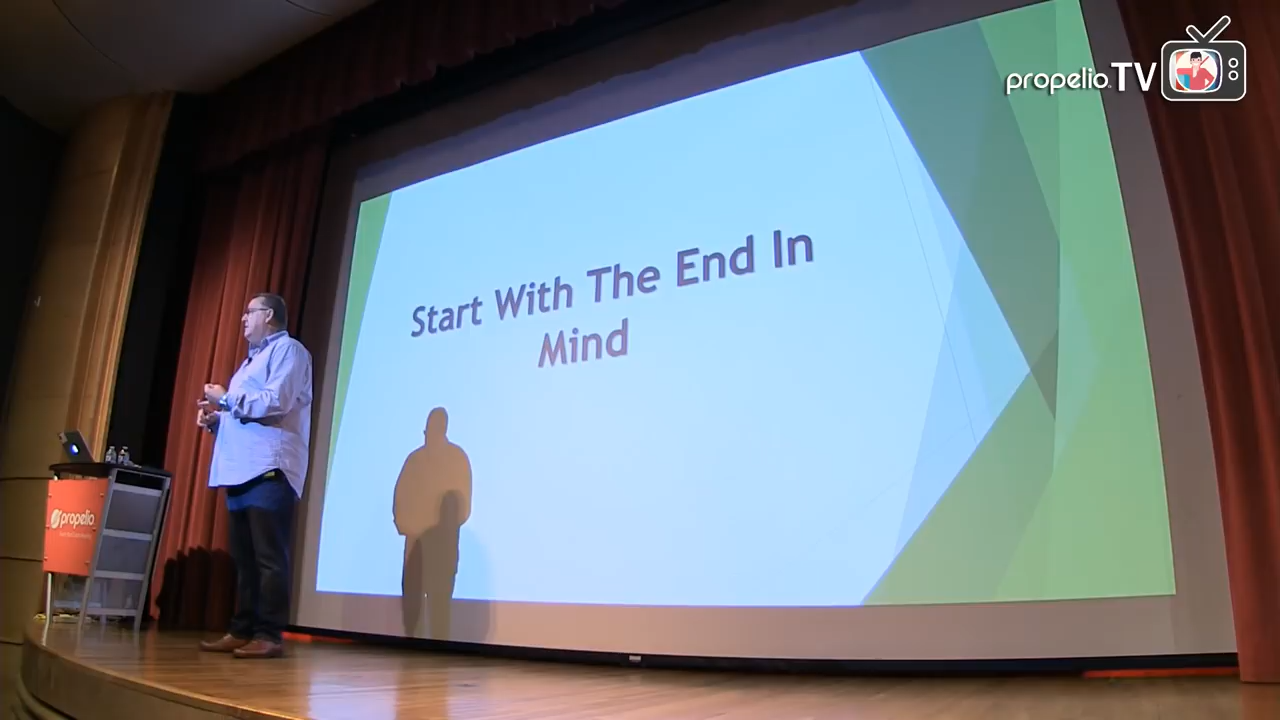 propelio.TV
Start With The End In
Mind
propelio